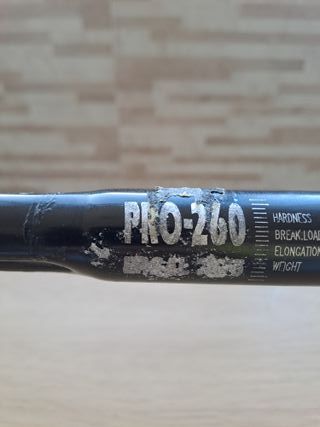 PRO-260
HARDNESS
BREAK.LOAD
ELONGATION
WEIGHT